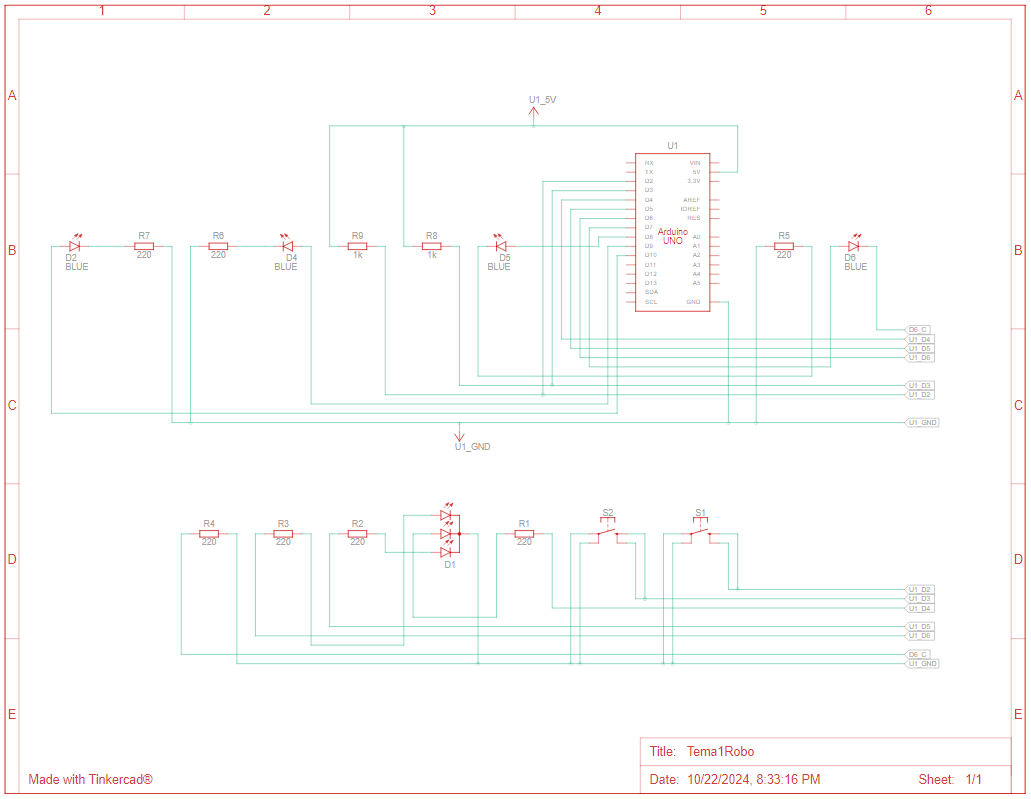 1 2 3 4 5 6
A A
U1_5V
U1
RX VIN
TX 5V
D2 3.3V
D3
D4 AREF
D5 IOREF
D6 RES
D7
Arduino
UNO
D8 A0
D9 A1
D10 A2
D11 A3
D12 A4
D13 A5
SDA
SCL GND
B B
R7 R6 R9 R8 R5
220 220 1k 1k 220
D2 D4 D5 D6
BLUE BLUE BLUE BLUE
D6_C
U1_D4
U1_D5
U1_D6
U1_D3
U1_D2
C C
U1_GND
U1_GND
S2 S1
R4 R3 R2 R1
220 220 220 220
D D
D1
U1_D2
U1_D3
U1_D4
U1_D5
U1_D6
D6_C
U1_GND
E E
Title: Tema1Robo
Made with Tinkercad®
Date: 10/22/2024, 8:33:16 PM Sheet: 1/1